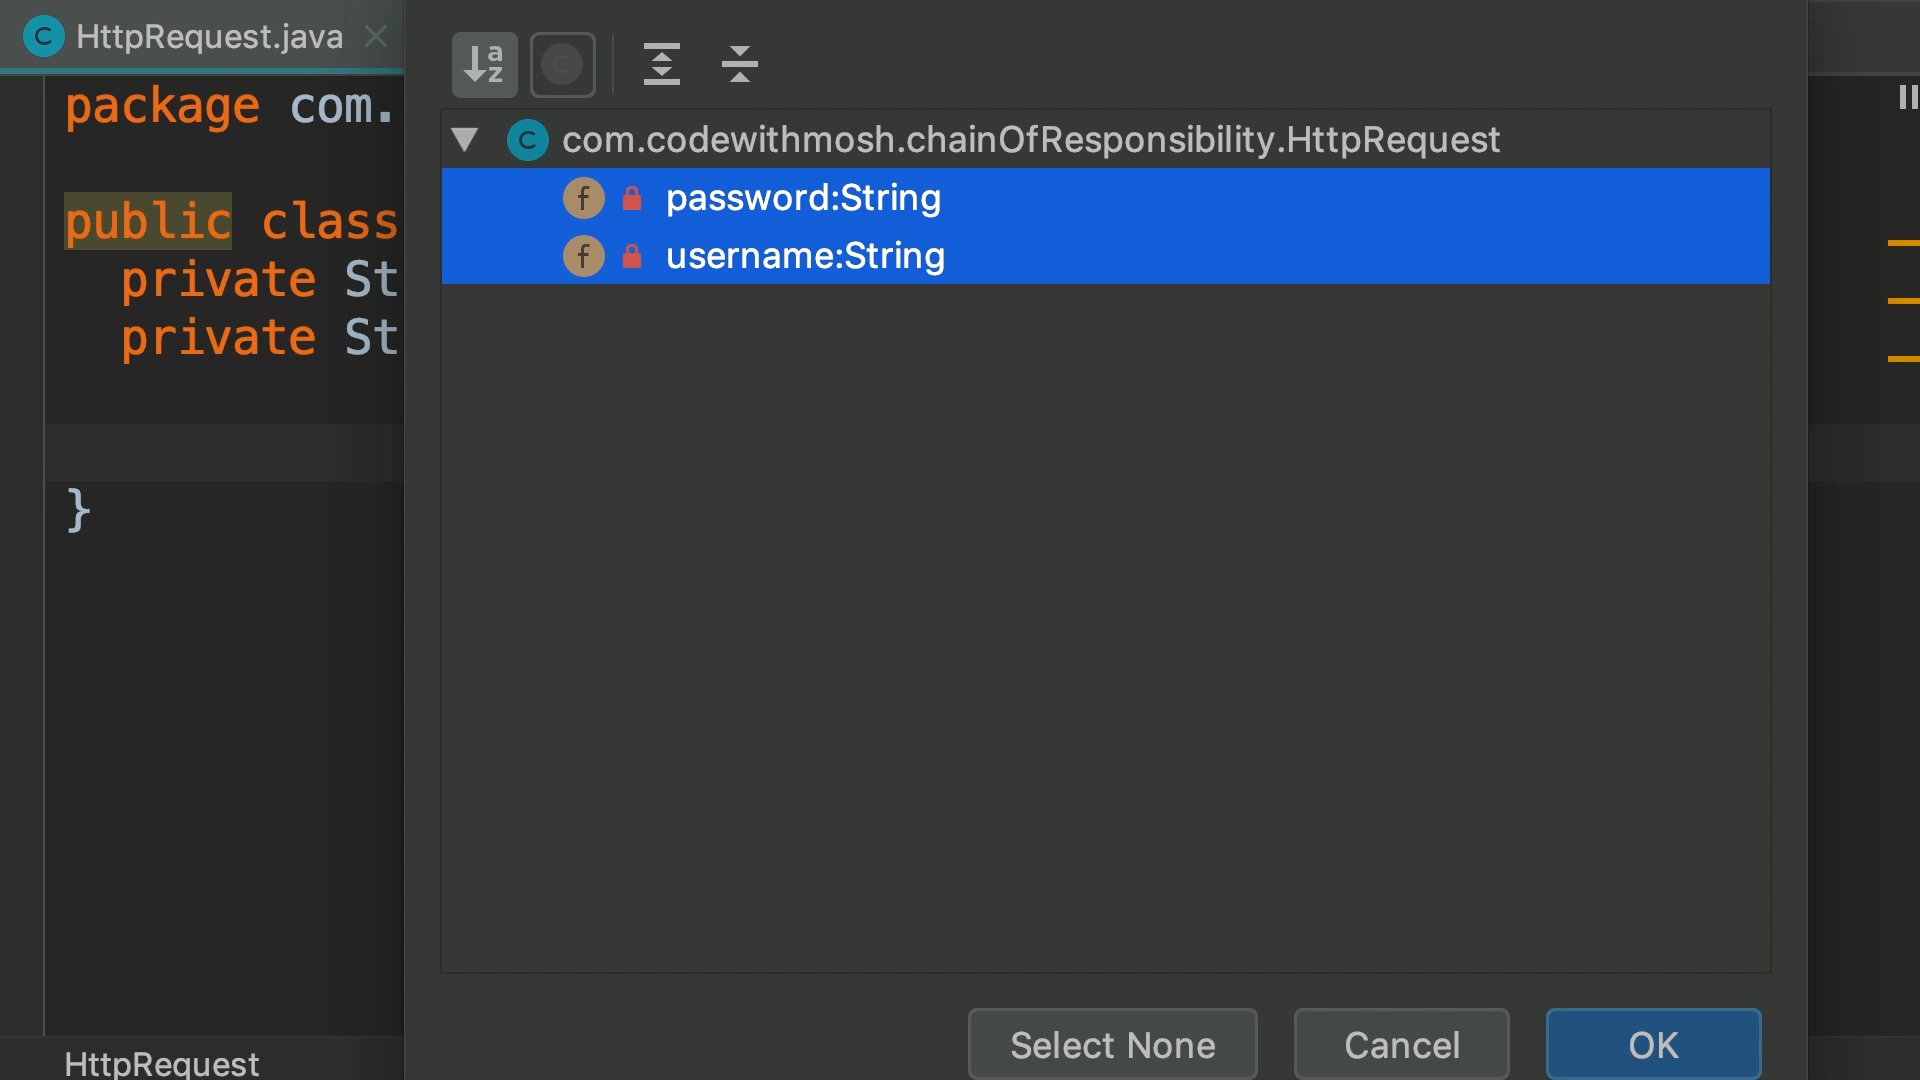 HttpRequest.java
package com.
public class
private St
private St
}
com.codewithmosh.chainOfResponsibility.HttpRequest
password:String
username:String
Select None
Cancel
OK
HttpRequest